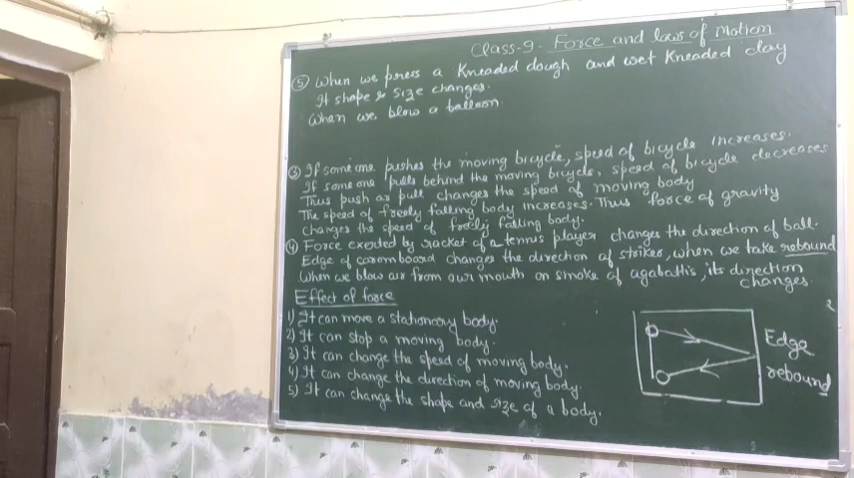 Class-9. Force and laws of Motion
⑤ When we press a kneaded dough and wet kneaded clay
It shape & size changes.
When we blow a balloon.
③ If some one pushes the moving bicycle, speed of bicycle increases.
If some one pulls behind the moving bicycle, speed of bicycle decreases
Thus push or pull changes the speed of moving body
The speed of freely falling body increases. Thus force of gravity
changes the speed of freely falling body.
④ Force exerted by racket of a tennis player changes the direction of ball.
Edge of caromboard changes the direction of striker, when we take rebound
When we blow air from our mouth on smoke of agabattis, its direction
changes.
Effect of force
1) It can move a stationary body.
2) It can stop a moving body.
3) It can change the speed of moving body.
4) It can change the direction of moving body.
5) It can change the shape and size of a body.
Edge
rebound